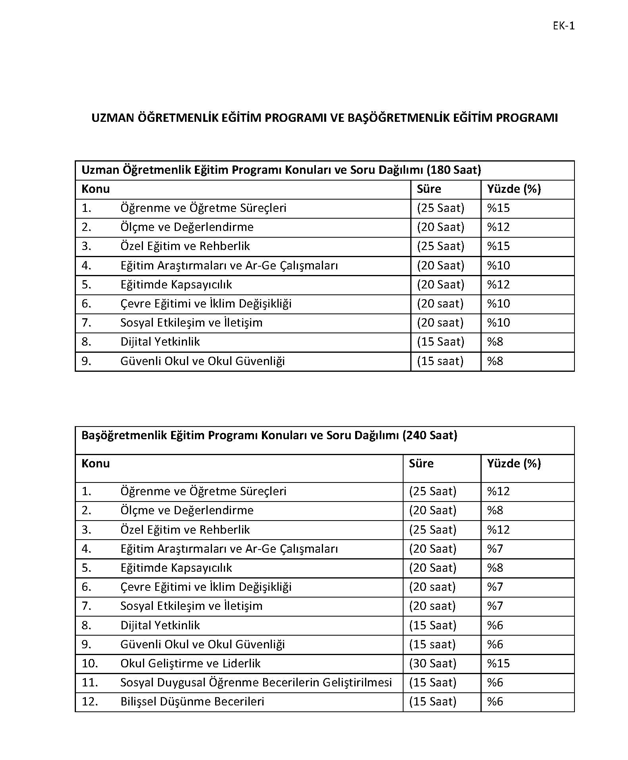 EK-1
UZMAN ÖĞRETMENLİK EĞİTİM PROGRAMI VE BAŞÖĞRETMENLİK EĞİTİM PROGRAMI
Uzman Öğretmenlik Eğitim Programı Konuları ve Soru Dağılımı (180 Saat)
Konu Süre Yüzde (%)
1. Öğrenme ve Öğretme Süreçleri (25 Saat) %15
2. Ölçme ve Değerlendirme (20 Saat) %12
3. Özel Eğitim ve Rehberlik (25 Saat) %15
4. Eğitim Araştırmaları ve Ar-Ge Çalışmaları (20 Saat) %10
5. Eğitimde Kapsayıcılık (20 Saat) %12
6. Çevre Eğitimi ve İklim Değişikliği (20 saat) %10
7. Sosyal Etkileşim ve İletişim (20 saat) %10
8. Dijital Yetkinlik (15 Saat) %8
9. Güvenli Okul ve Okul Güvenliği (15 saat) %8
Başöğretmenlik Eğitim Programı Konuları ve Soru Dağılımı (240 Saat)
Konu Süre Yüzde (%)
1. Öğrenme ve Öğretme Süreçleri (25 Saat) %12
2. Ölçme ve Değerlendirme (20 Saat) %8
3. Özel Eğitim ve Rehberlik (25 Saat) %12
4. Eğitim Araştırmaları ve Ar-Ge Çalışmaları (20 Saat) %7
5. Eğitimde Kapsayıcılık (20 Saat) %8
6. Çevre Eğitimi ve İklim Değişikliği (20 saat) %7
7. Sosyal Etkileşim ve İletişim (20 saat) %7
8. Dijital Yetkinlik (15 Saat) %6
9. Güvenli Okul ve Okul Güvenliği (15 saat) %6
10. Okul Geliştirme ve Liderlik (30 Saat) %15
11. Sosyal Duygusal Öğrenme Becerilerin Geliştirilmesi (15 Saat) %6
12. Bilişsel Düşünme Becerileri (15 Saat) %6